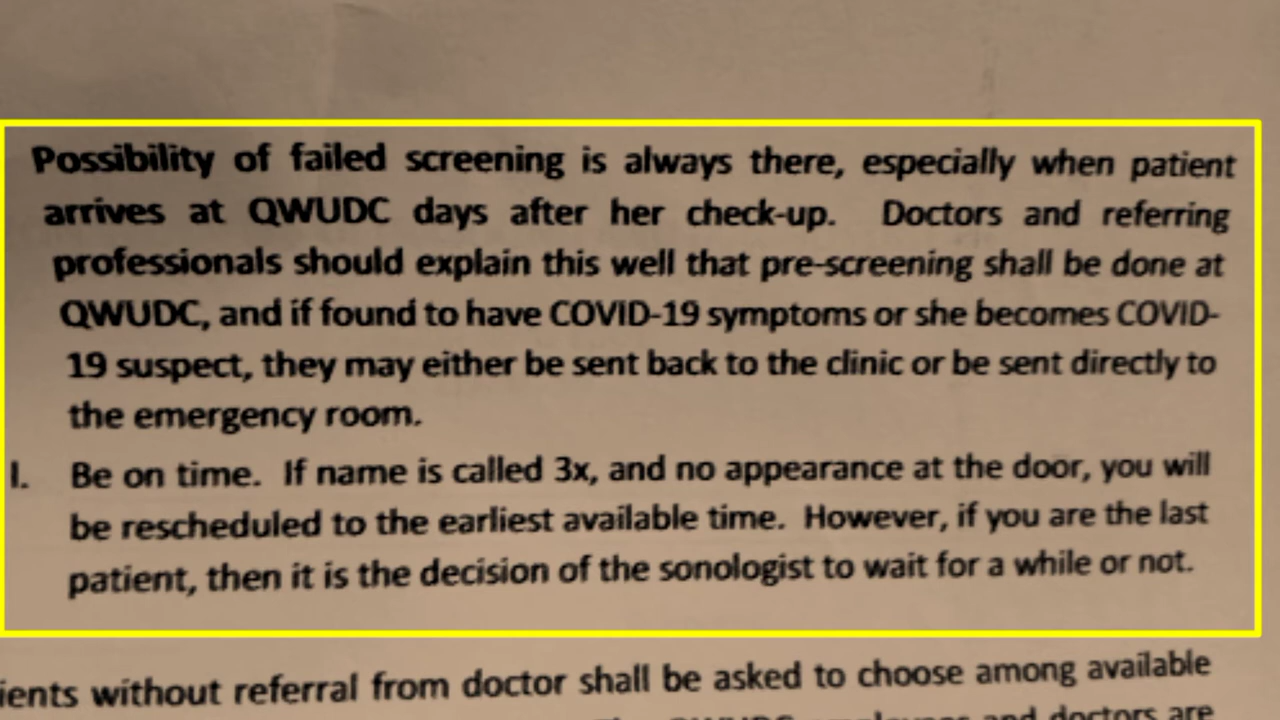 Possibility of failed screening is always there, especially when patient
arrives at QWUDC days after her check-up. Doctors and referring
professionals should explain this well that pre-screening shall be done at
QWUDC, and if found to have COVID-19 symptoms or she becomes COVID-
19 suspect, they may either be sent back to the clinic or be sent directly to
the emergency room.
I. Be on time. If name is called 3x, and no appearance at the door, you will
be rescheduled to the earliest available time. However, if you are the last
patient, then it is the decision of the sonologist to wait for a while or not.
ients without referral from doctor shall be asked to choose among available
QWUDC employees and doctors are